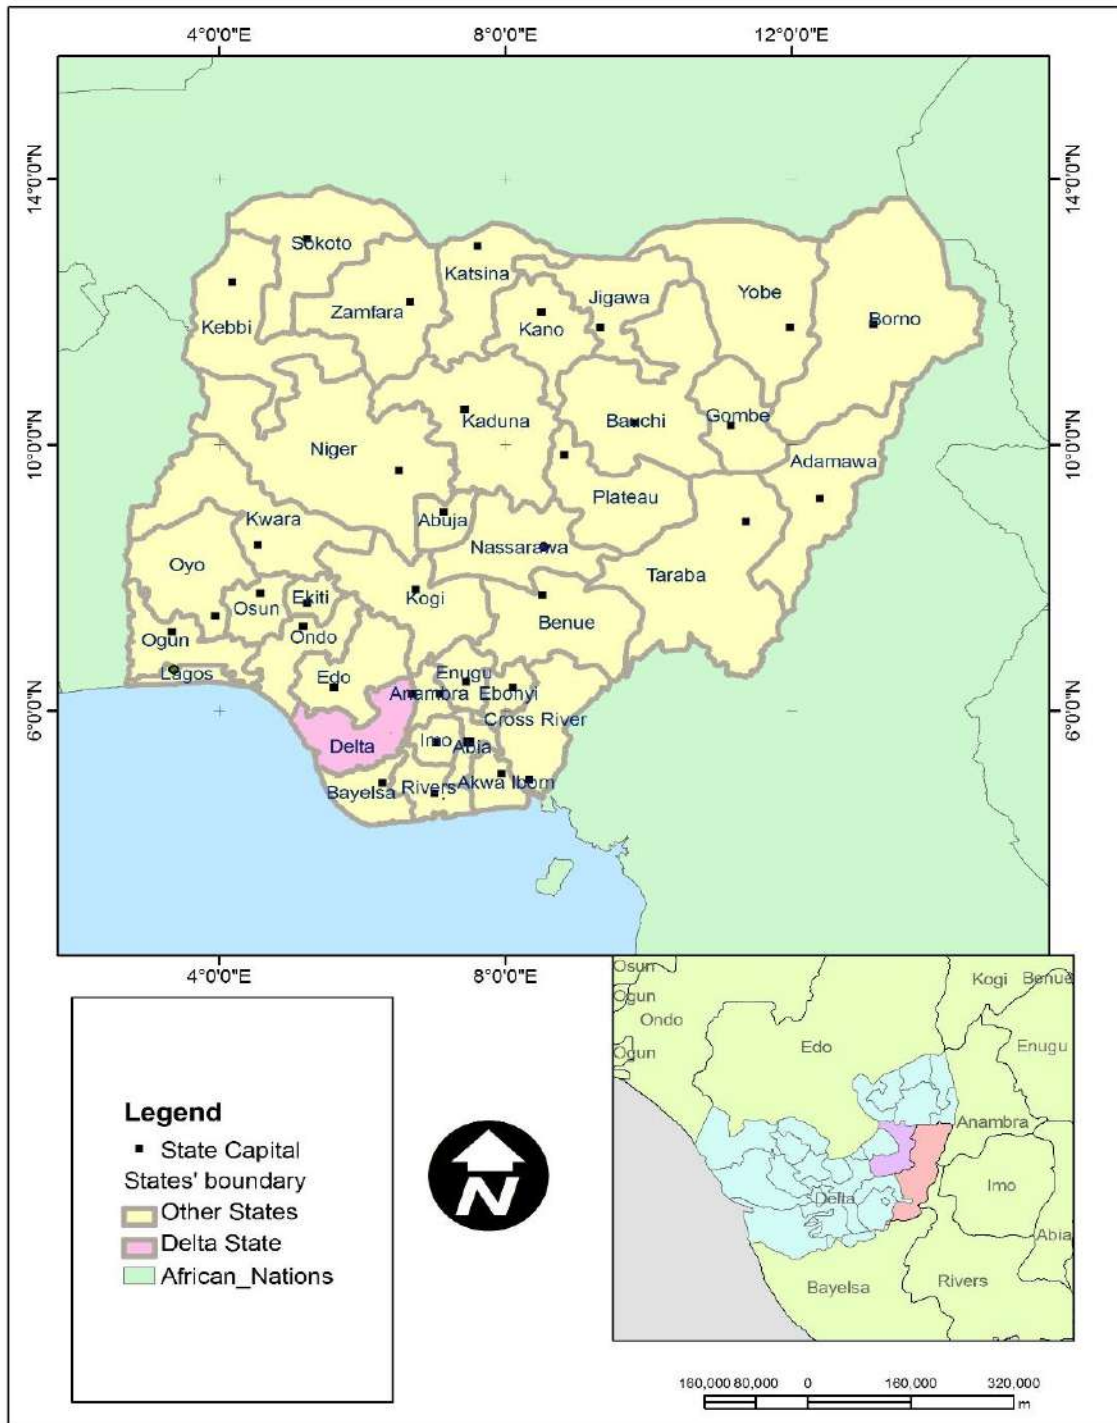 4°0'0"E 8°0'0"E 12°0'0"E
14°0'0"N 14°0'0"N
Sokoto
Katsina
Zamfara
Jigawa
Yobe
Kebbi
Kano
Borno
Kaduna
Bauchi
Gombe
10°0'0"N 10°0'0"N
Niger
Adamawa
Plateau
Kwara
Abuja
Nassarawa
Oyo
Taraba
Osun
Ekiti
Kogi
Benue
Ogun
Ondo
Lagos
Edo
Enugu
Anambra
Ebonyi
6°0'0"N 6°0'0"N
Cross River
Delta
Imo
Abia
Bayelsa
Rivers
Akwa Ibom
4°0'0"E 8°0'0"E
Legend
State Capital
States' boundary
Other States
Delta State
African_Nations
N
Osun
Ogun
Ondo
Ogun
Edo
Kogi
Benue
Enugu
Anambra
Imo
Delta
Abia
Bayelsa
Rivers
160,000 80,000 0 160,000 320,000
m